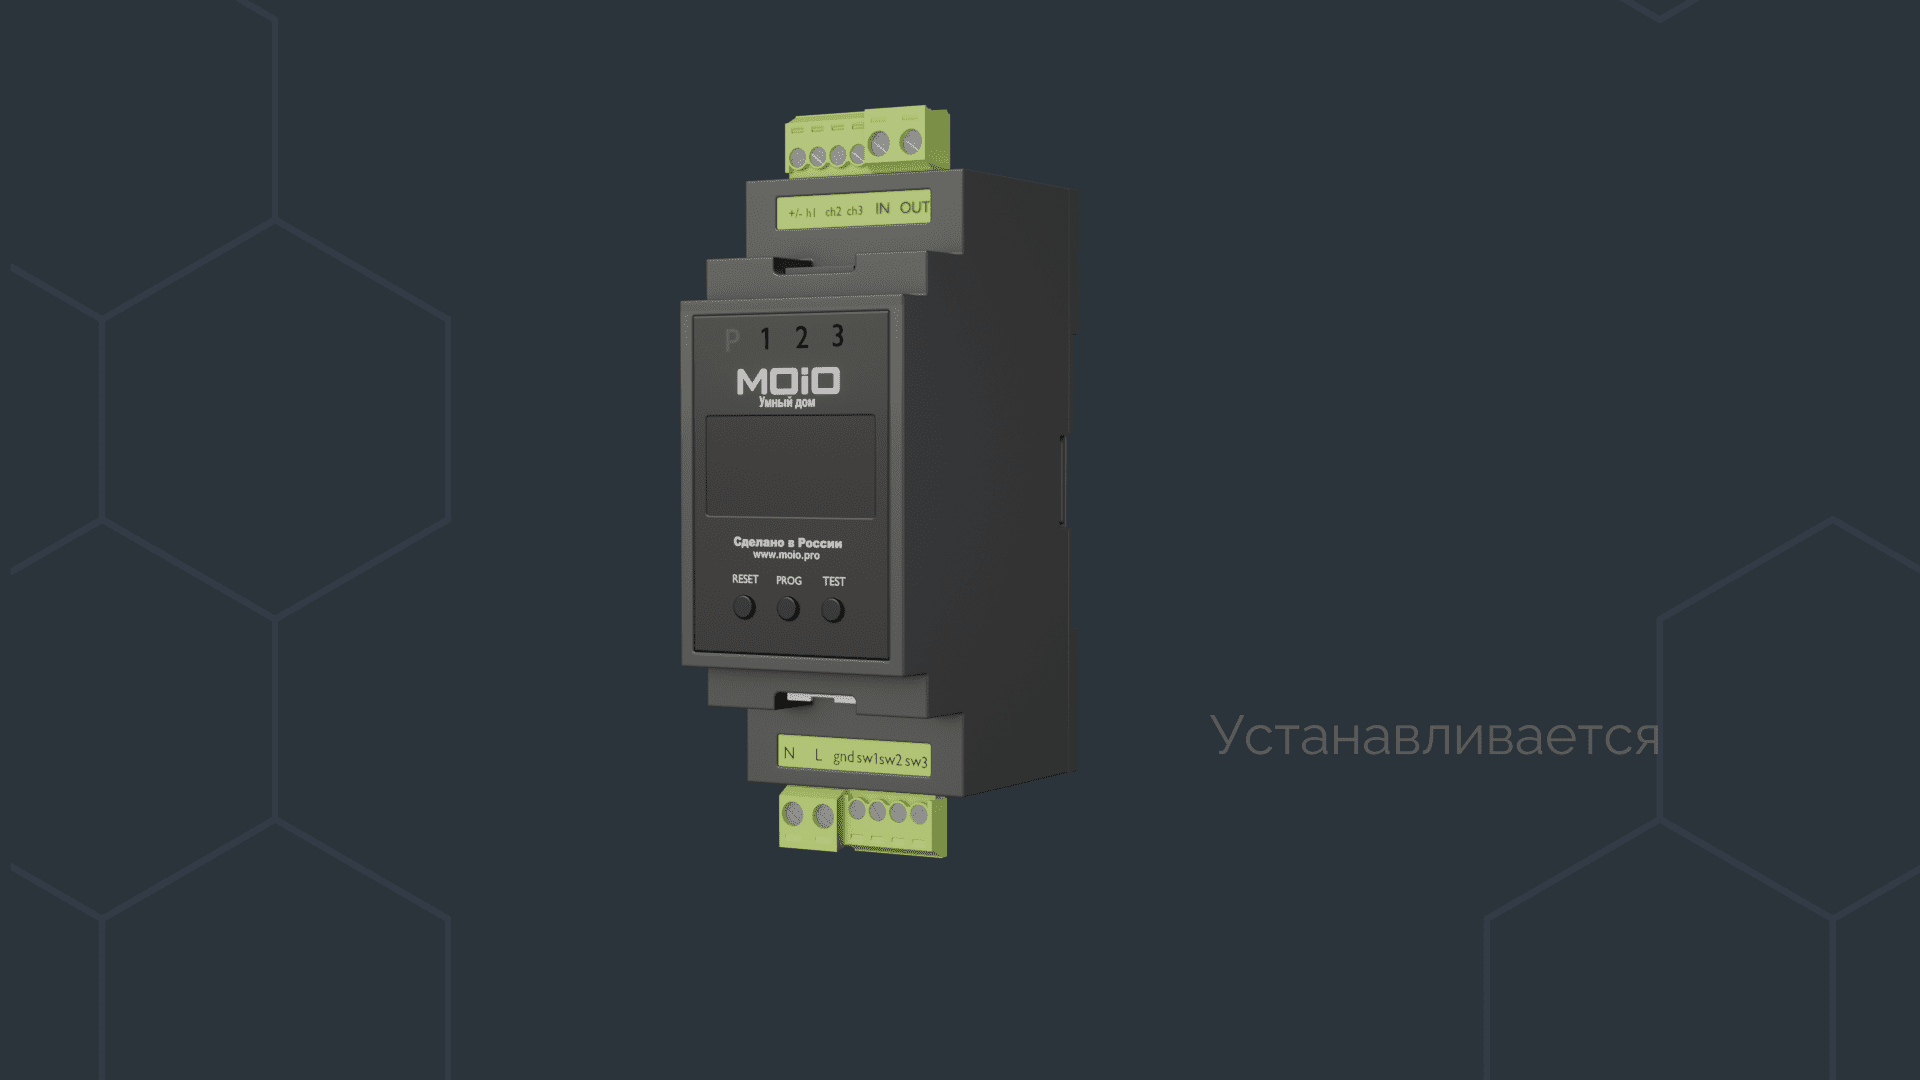 +/- h1 ch2 ch3 IN OUT
P 1 2 3
MOiO
Умный дом
Сделано в России
www.moio.pro
RESET PROG TEST
Устанавливается
N L gnd sw1 sw2 sw3